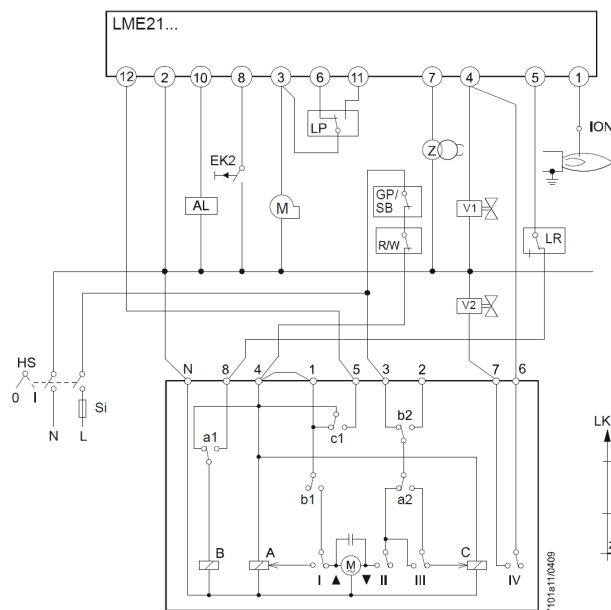 LME21...
12 2 10 8 3 6 11 7 4 5 1
LP
ION
EK2
Z
GP/
SB
AL
M
V1
R/W
LR
V2
HS
0 I
Si
N L
N 8 4 1 5 3 2 7 6
LK
a1
c1
b2
b1
a2
B A
I M ~ II III
C
IV
7101a11/0409